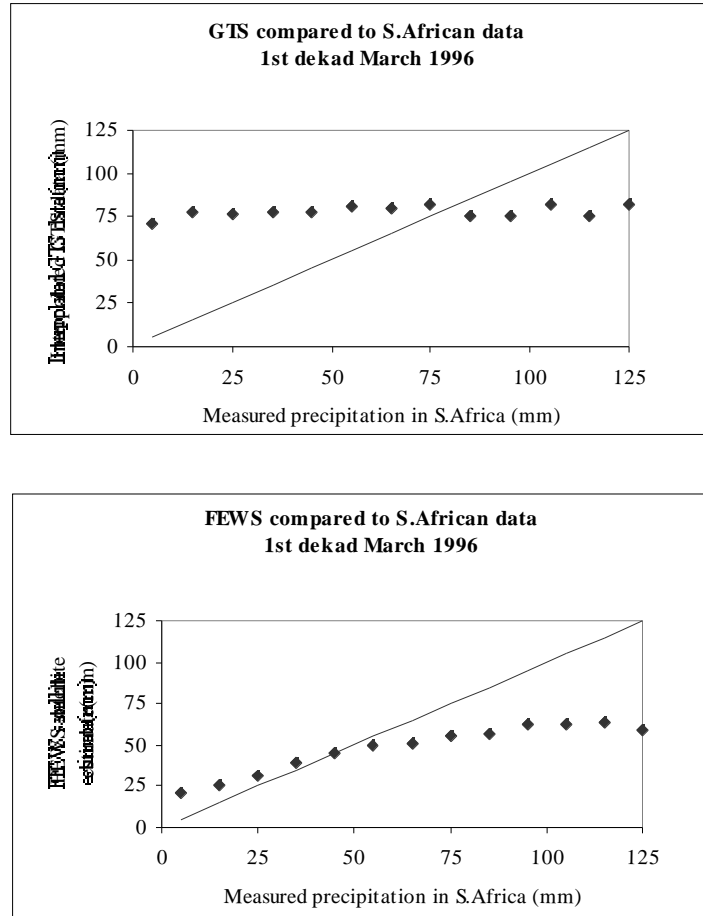 GTS compared to S.African data
1st dekad March 1996
125
100
75
50
25
0
0 25 50 75 100 125
Measured precipitation in S.Africa (mm)
FEWS compared to S.African data
1st dekad March 1996
125
100
75
50
25
0
0 25 50 75 100 125
Measured precipitation in S.Africa (mm)